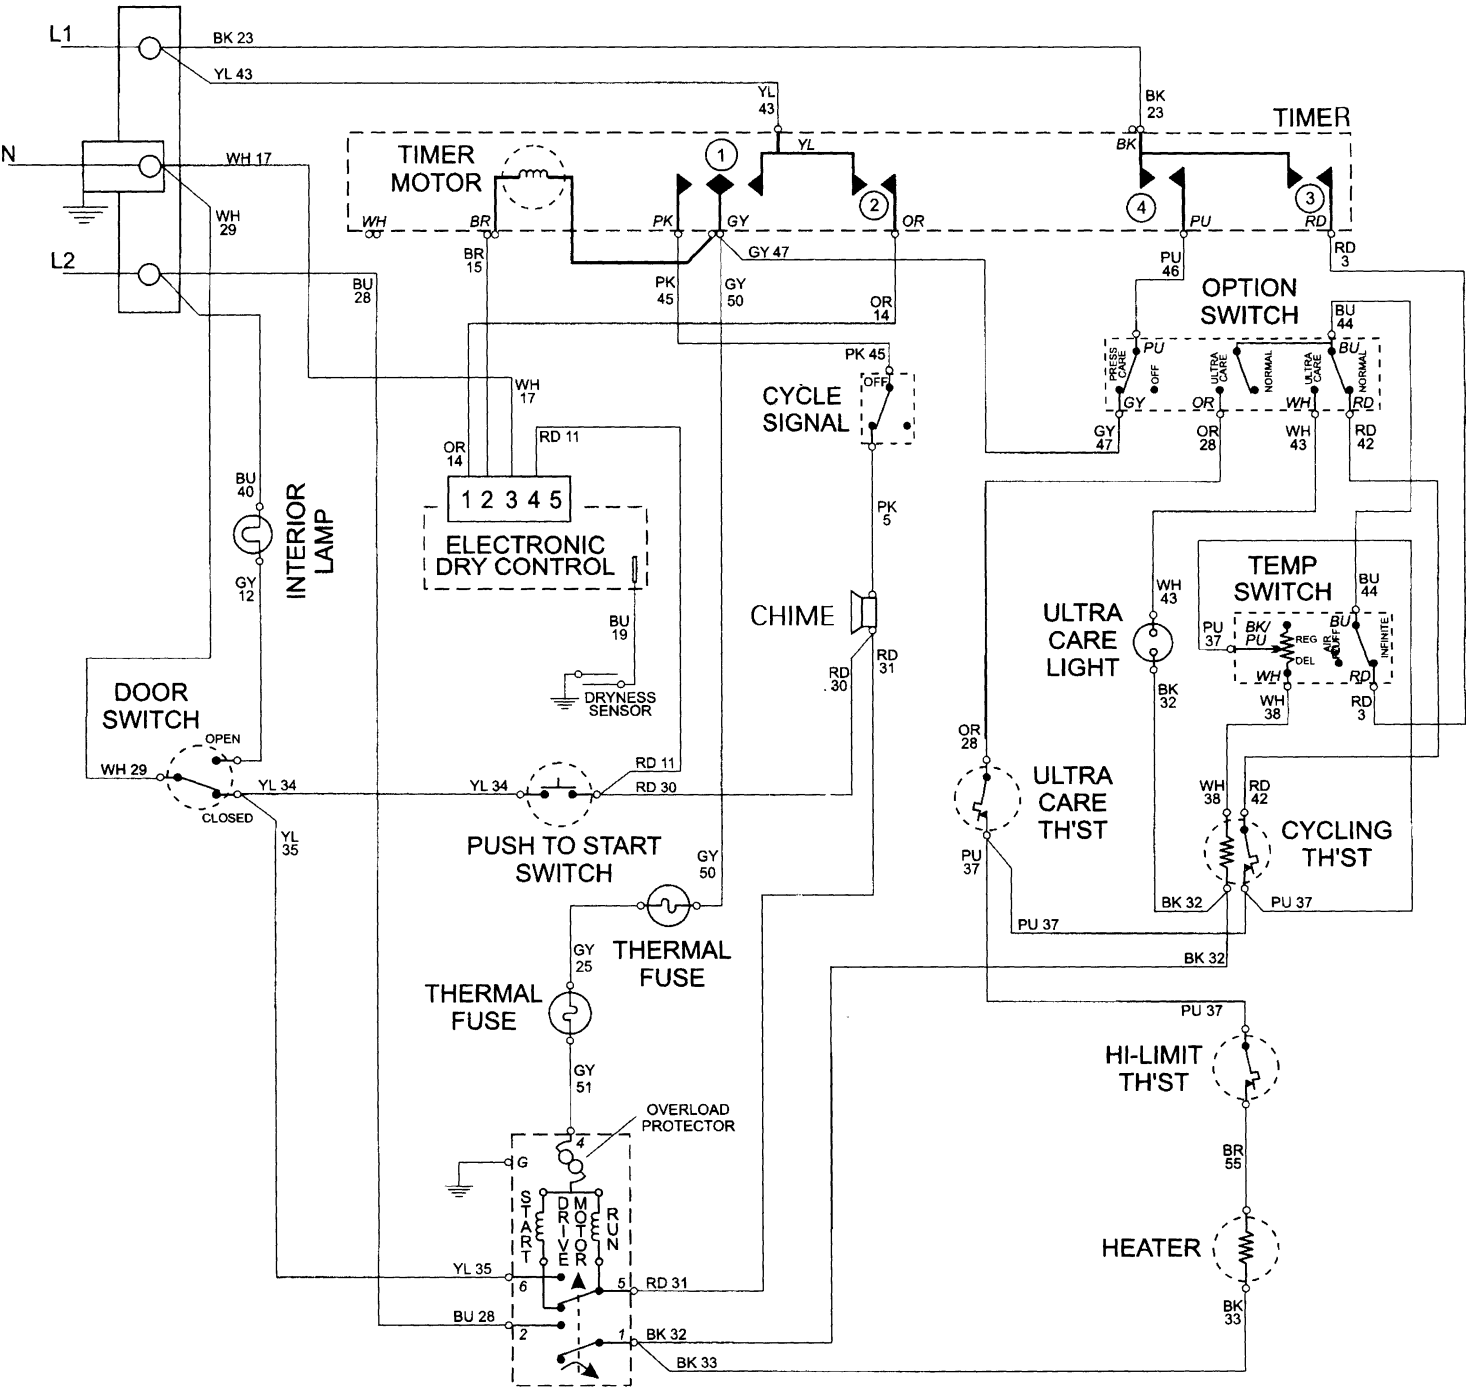 L1
BK 23
YL 43
YL
43
BK
23
TIMER
N
WH 17
TIMER
MOTOR
1
YL
BK
2
4
3
WH
29
WH
BR
PK
GY
OR
PU
RD
L2
BU
28
BR
15
PK
45
GY
50
GY 47
OR
14
PU
46
RD
3
OPTION
SWITCH
BU
44
PK 45
PRESS
CARE
PU
OFF
ULTRA
CARE
NORMAL
ULTRA
CARE
BU
NORMAL
WH
17
CYCLE
SIGNAL
OFF
GY
OR
WH
RD
OR
14
RD 11
GY
47
OR
28
WH
43
RD
42
BU
40
INTERIOR
LAMP
1 2 3 4 5
PK
5
ELECTRONIC
DRY CONTROL
TEMP
SWITCH
GY
12
CHIME
WH
43
BU
44
BU
19
ULTRA
CARE
LIGHT
PU
37
BK/
PU
REG
DEL
AIR
FLUFF
BU
INFINITE
WH
RD
RD
30
RD
31
BK
32
WH
38
RD
3
DRYNESS
SENSOR
DOOR
SWITCH
OPEN
OR
28
WH 29
YL 34
YL 34
RD 11
RD 30
CLOSED
ULTRA
CARE
TH'ST
WH
38
RD
42
YL
35
PUSH TO START
SWITCH
GY
50
PU
37
CYCLING
TH'ST
BK 32
PU 37
PU 37
THERMAL
FUSE
GY
25
BK 32
THERMAL
FUSE
PU 37
HI-LIMIT
TH'ST
GY
51
OVERLOAD
PROTECTOR
4
G
BR
55
START
DRIVE
MOTOR
RUN
HEATER
YL 35
6
5
RD 31
BU 28
2
1
BK 32
BK
33
BK 33